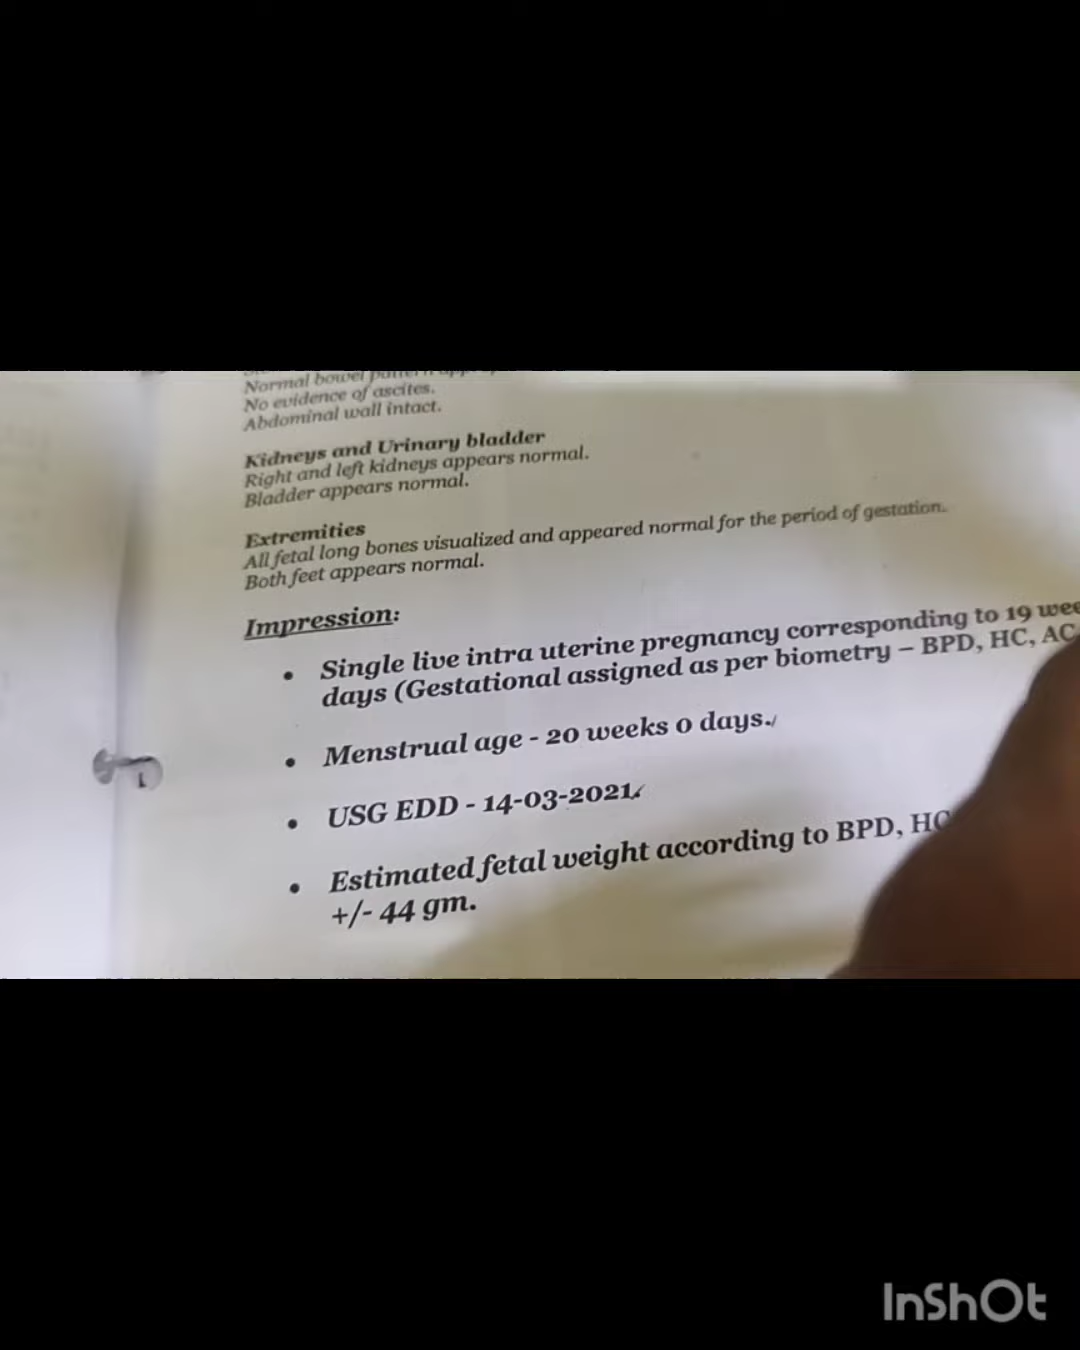 Normal bowel pattern
No evidence of ascites.
Abdominal wall intact.
Kidneys and Urinary bladder
Right and left kidneys appears normal.
Bladder appears normal.
Extremities
All fetal long bones visualized and appeared normal for the period of gestation.
Both feet appears normal.
Impression:
• Single live intra uterine pregnancy corresponding to 19
days (Gestational assigned as per biometry – BPD, HC, AC
• Menstrual age - 20 weeks 0 days.
• USG EDD - 14-03-2021
• Estimated fetal weight according to BPD, HC
+/- 44 gm.
InShOt